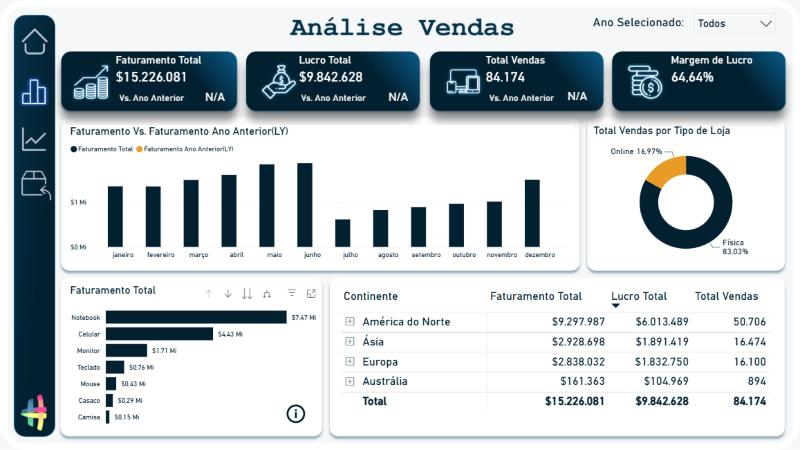 Análise Vendas
Ano Selecionado: Todos
Faturamento Total
$15.226.081
Vs. Ano Anterior N/A
Lucro Total
$9.842.628
Vs. Ano Anterior N/A
Total Vendas
84.174
Vs. Ano Anterior N/A
Margem de Lucro
64,64%
Faturamento Vs. Faturamento Ano Anterior(LY)
Faturamento Total Faturamento Ano Anterior(LY)
$1 Mi
$0 Mi
janeiro fevereiro março abril maio junho julho agosto setembro outubro novembro dezembro
Total Vendas por Tipo de Loja
Online 16,97%
Física
83,03%
Faturamento Total
Notebook $7,47 Mi
Celular $4,43 Mi
Monitor $1,71 Mi
Teclado $0,76 Mi
Mouse $0,43 Mi
Casaco $0,29 Mi
Camisa $0,15 Mi
Continente Faturamento Total Lucro Total Total Vendas
América do Norte $9.297.987 $6.013.489 50.706
Ásia $2.928.698 $1.891.419 16.474
Europa $2.838.032 $1.832.750 16.100
Austrália $161.363 $104.969 894
Total $15.226.081 $9.842.628 84.174